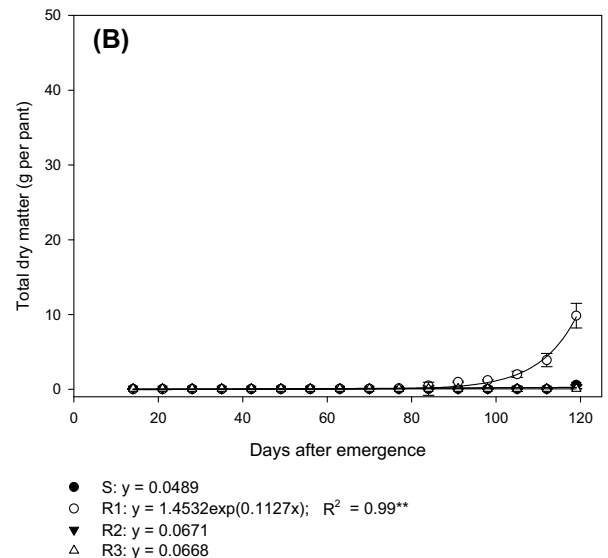 50
(B)
40
30
20
10
0
Total dry matter (g per pant)
0 20 40 60 80 100 120
Days after emergence
S: y = 0.0489
R1: y = 1.4532exp(0.1127x); R² = 0.99**
R2: y = 0.0671
R3: y = 0.0668